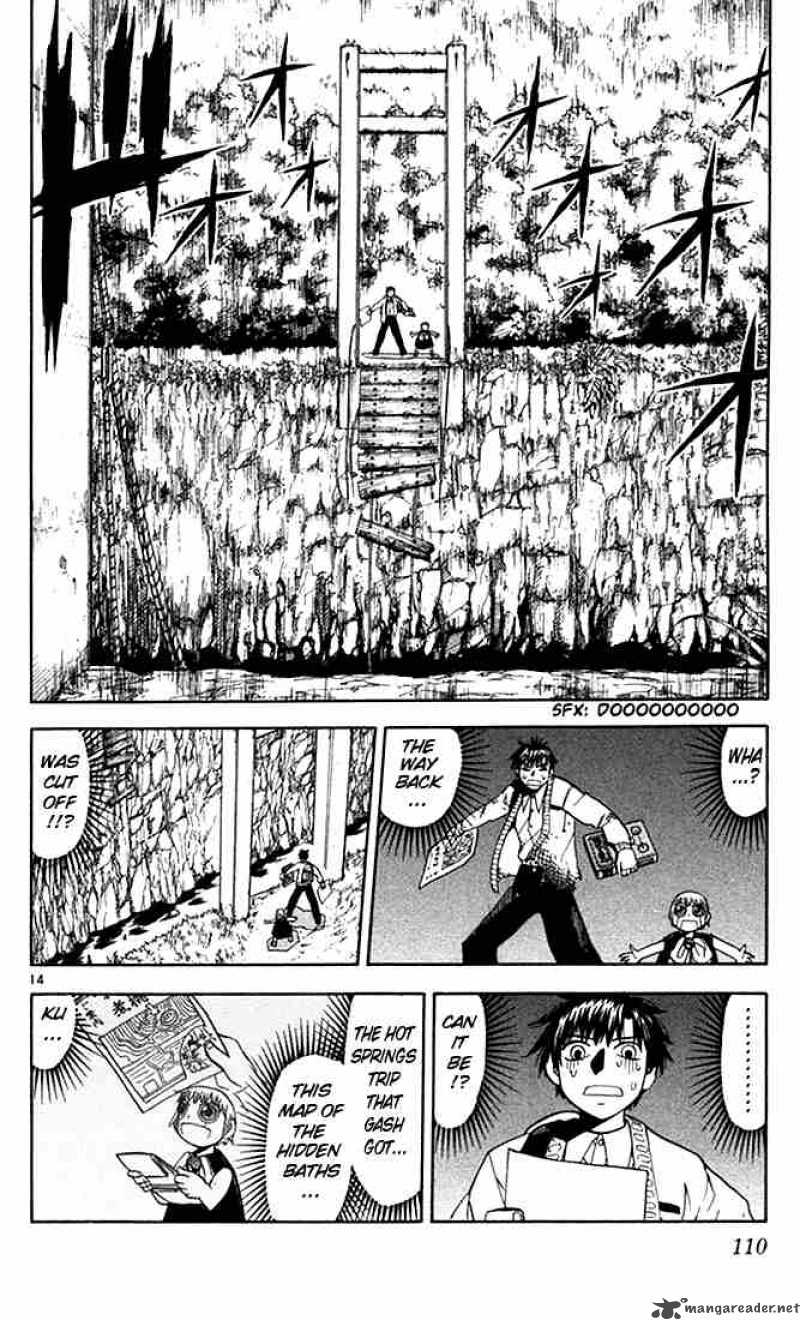 SFX: DOOOOOOOOOOO
WHA
...?
THE
WAY
BACK
...
WAS
CUT
OFF
!!?
14
..........
CAN
IT
BE
!?
THE HOT
SPRINGS
TRIP
THAT
GASH
GOT...
THIS
MAP OF
THE
HIDDEN
BATHS
...
KU
...
110
mangareader.net